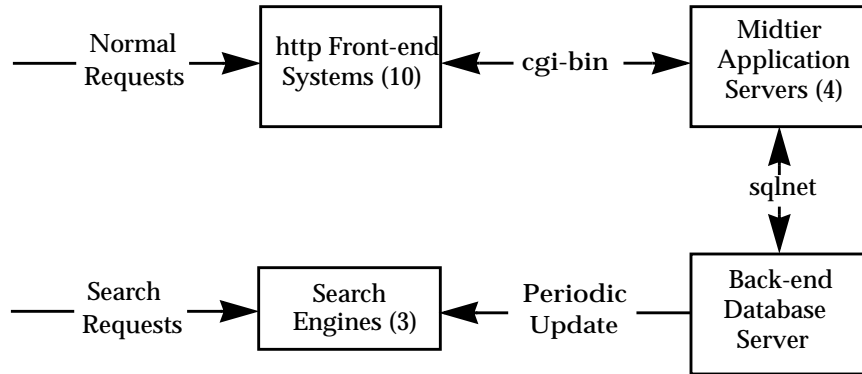 Normal
Requests
http Front-end
Systems (10)
cgi-bin
Midtier
Application
Servers (4)
sqlnet
Search
Requests
Search
Engines (3)
Periodic
Update
Back-end
Database
Server